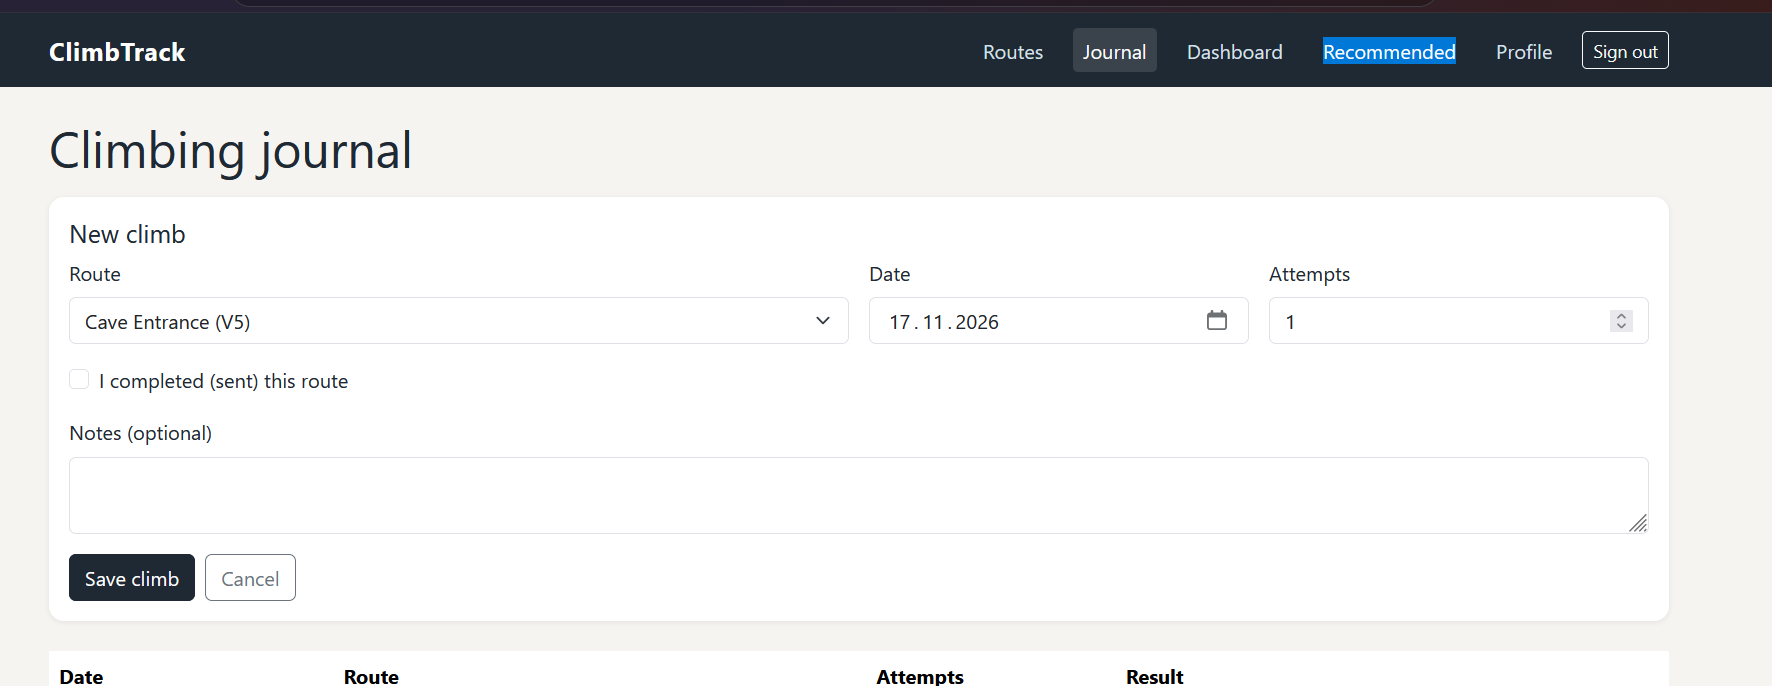 ClimbTrack Routes Journal Dashboard Recommended Profile Sign out
Climbing journal
New climb
Route Date Attempts
Cave Entrance (V5) 17.11.2026 1
I completed (sent) this route
Notes (optional)
Save climb Cancel
Date Route Attempts Result